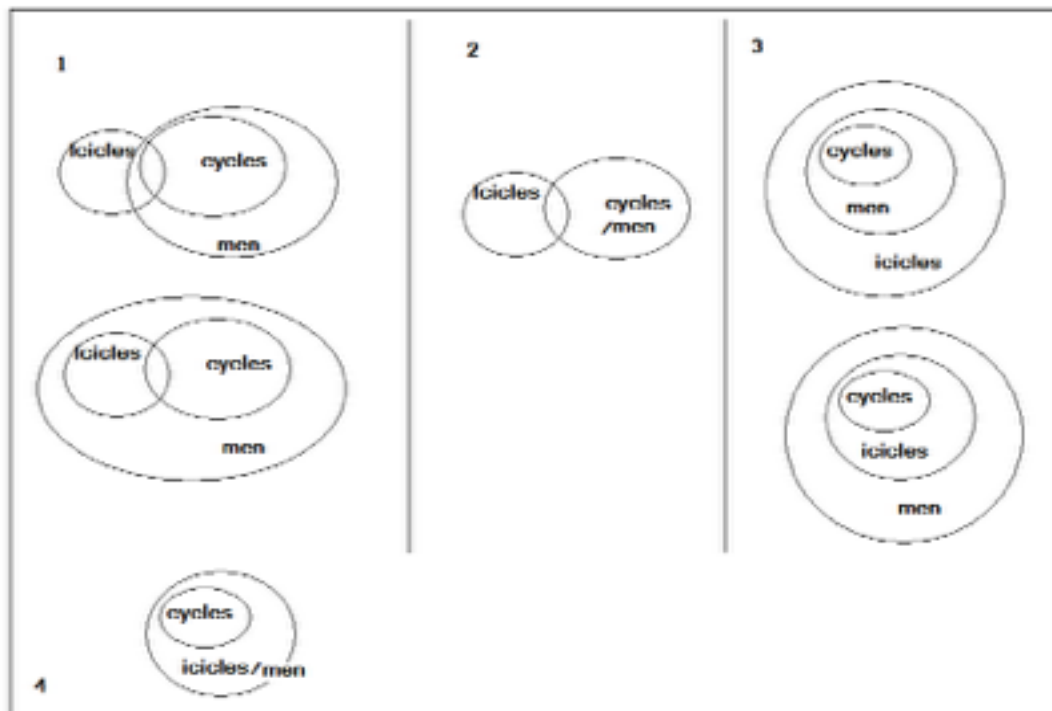 1
Icicles
cycles
men
Icicles
cycles
men
2
Icicles
cycles
/men
3
cycles
men
icicles
cycles
icicles
men
cycles
icicles/men
4